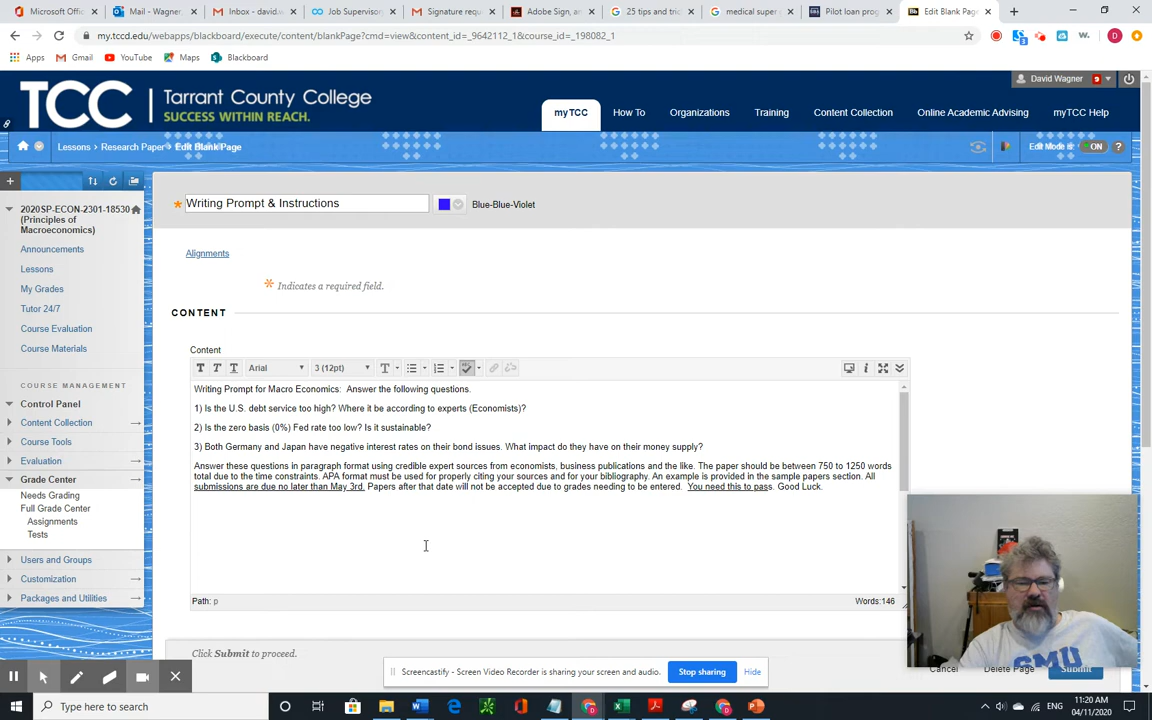 Microsoft Offic
Mail - Wagner,
Inbox - david.w
Job Supervisor,
Signature requ
Adobe Sign, an
25 tips and tric
medical super c
Pilot loan prog
Edit Blank Page
my.tccd.edu/webapps/blackboard/execute/content/blankPage?cmd=view&content_id=_9642112_1&course_id=_198082_1
Apps
Gmail
YouTube
Maps
Blackboard
David Wagner
9
TCC
Tarrant County College
SUCCESS WITHIN REACH.
myTCC
How To
Organizations
Training
Content Collection
Online Academic Advising
myTCC Help
Lessons > Research Paper > Edit Blank Page
Edit Mode is:
ON
2020SP-ECON-2301-18530
(Principles of
Macroeconomics)
Announcements
Lessons
My Grades
Tutor 24/7
Course Evaluation
Course Materials
COURSE MANAGEMENT
Control Panel
Content Collection
Course Tools
Evaluation
Grade Center
Needs Grading
Full Grade Center
Assignments
Tests
Users and Groups
Customization
Packages and Utilities
Writing Prompt & Instructions
Blue-Blue-Violet
Alignments
* Indicates a required field.
CONTENT
Content
T T T
Arial
3 (12pt)
T
Writing Prompt for Macro Economics: Answer the following questions.
1) Is the U.S. debt service too high? Where it be according to experts (Economists)?
2) Is the zero basis (0%) Fed rate too low? Is it sustainable?
3) Both Germany and Japan have negative interest rates on their bond issues. What impact do they have on their money supply?
Answer these questions in paragraph format using credible expert sources from economists, business publications and the like. The paper should be between 750 to 1250 words
total due to the time constraints. APA format must be used for properly citing your sources and for your bibliography. An example is provided in the sample papers section. All
submissions are due no later than May 3rd. Papers after that date will not be accepted due to grades needing to be entered. You need this to pass. Good Luck.
Path: p
Words:146
Click Submit to proceed.
Cancel
Delete Page
Submit
Screencastify - Screen Video Recorder is sharing your screen and audio.
Stop sharing
Hide
SMU
Type here to search
ENG
11:20 AM
04/11/2020